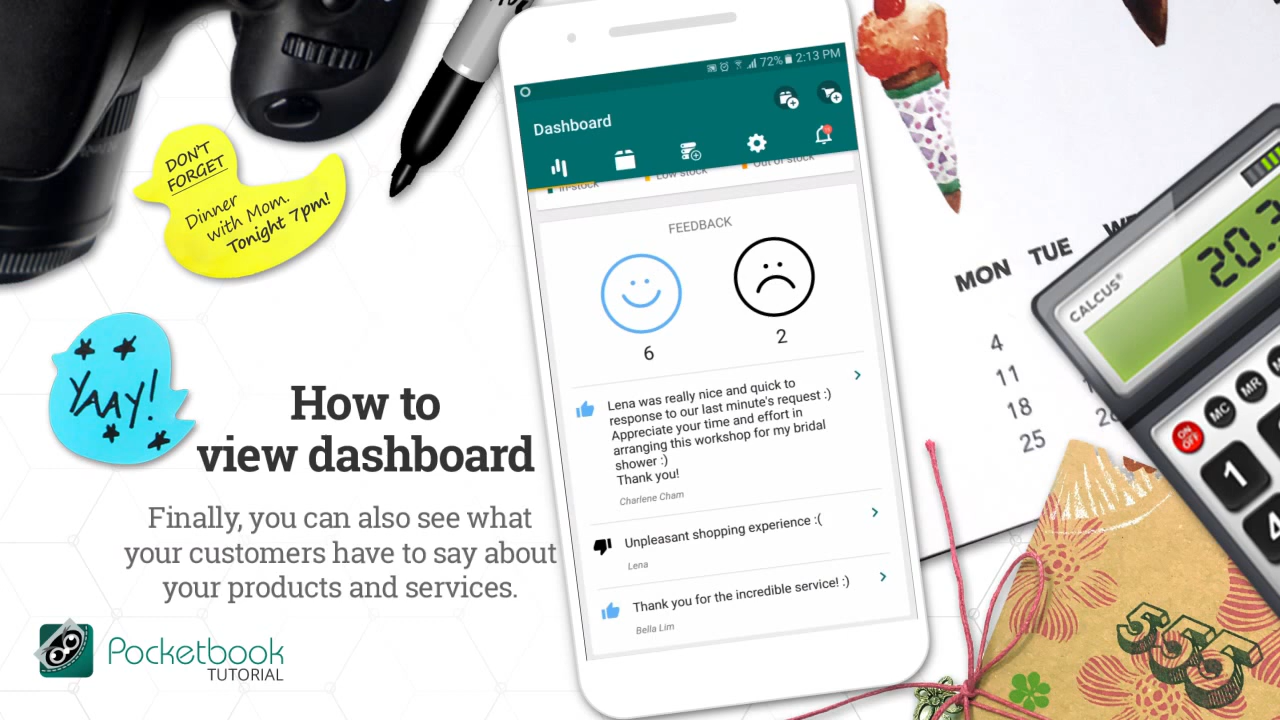 DON'T
FORGET
Dinner
with Mom.
Tonight 7pm!
YAAY!
How to
view dashboard
Finally, you can also see what
your customers have to say about
your products and services.
Pocketbook
TUTORIAL
72% 2:13 PM
Dashboard
In-stock
Low stock
Out of stock
FEEDBACK
6
2
Lena was really nice and quick to
response to our last minute's request :)
Appreciate your time and effort in
arranging this workshop for my bridal
shower :)
Thank you!
Charlene Cham
Unpleasant shopping experience :(
Lena
Thank you for the incredible service! :)
Bella Lim
MON TUE
4
11
18
25
CALCUS®
20.3
ON
OFF
MC
MR
1
4
355